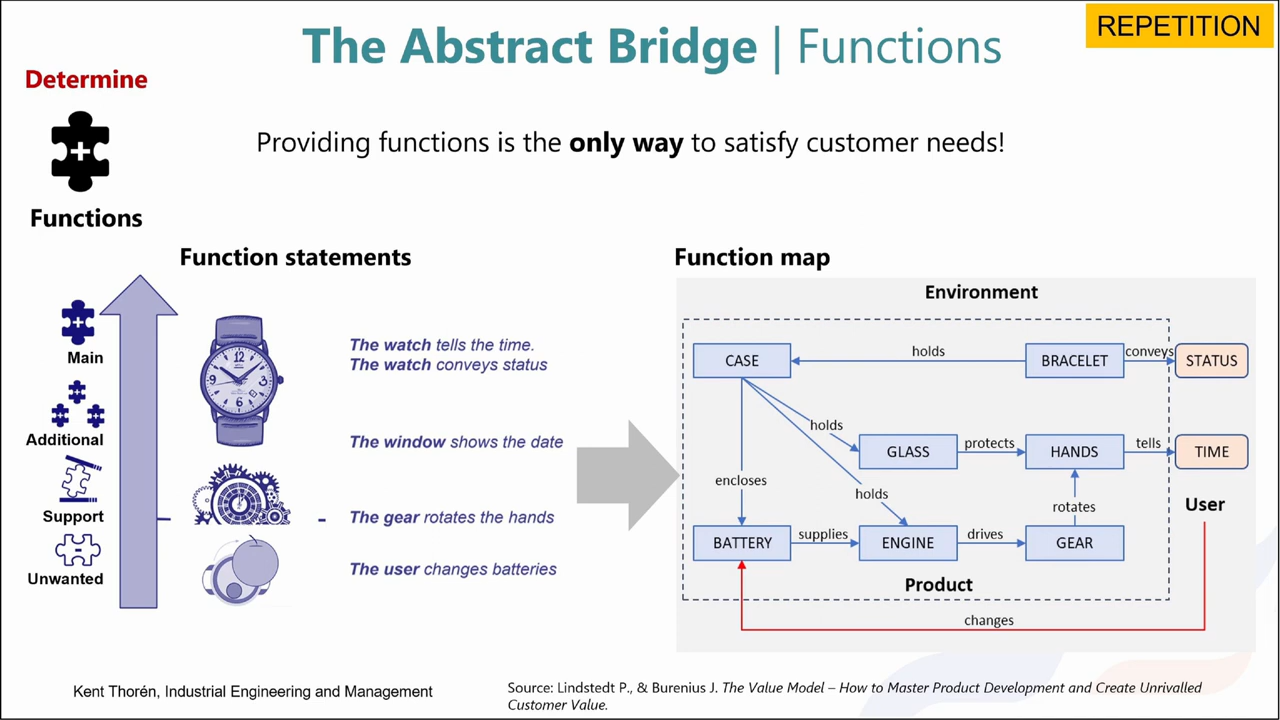 REPETITION
The Abstract Bridge | Functions
Determine
Providing functions is the only way to satisfy customer needs!
Functions
Function statements
Main
Additional
Support
Unwanted
The watch tells the time.
The watch conveys status
The window shows the date
The gear rotates the hands
The user changes batteries
Function map
Environment
CASE
holds
BRACELET
conveys
STATUS
holds
GLASS
protects
HANDS
tells
TIME
encloses
holds
rotates
User
BATTERY
supplies
ENGINE
drives
GEAR
Product
changes
Kent Thorén, Industrial Engineering and Management
Source: Lindstedt P., & Burenius J. The Value Model – How to Master Product Development and Create Unrivalled
Customer Value.